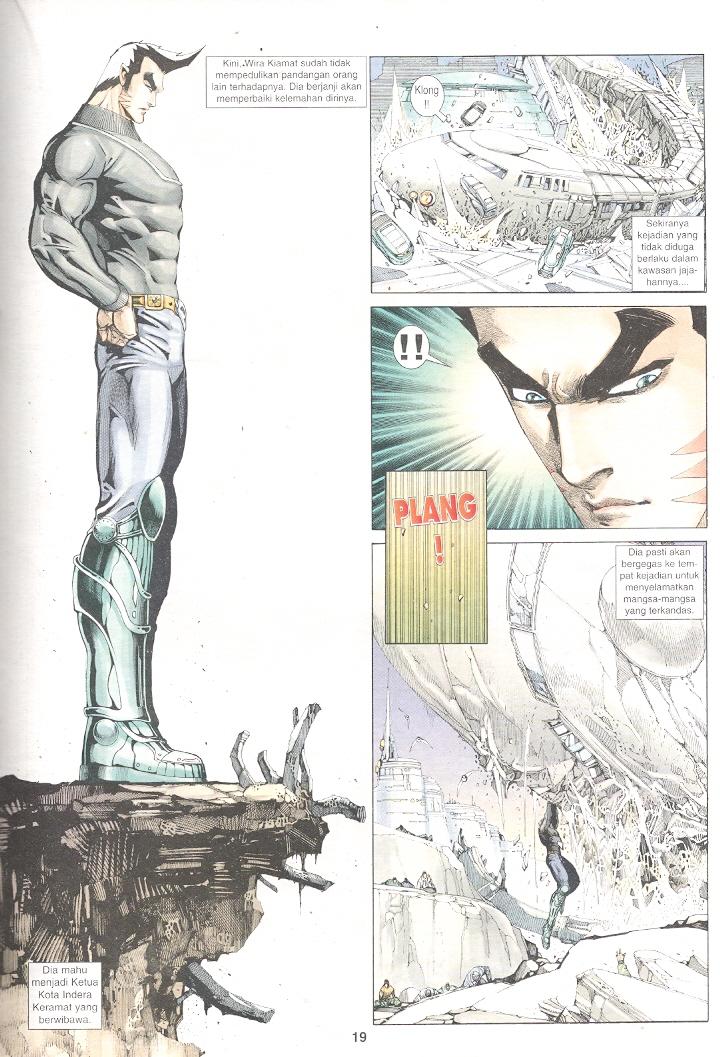 Kini, Wira Kiamat sudah tidak
mempedulikan pandangan orang
lain terhadapnya. Dia berjanji akan
memperbaiki kelemahan dirinya.
Klong
!!
Sekiranya
kejadian yang
tidak diduga
berlaku dalam
kawasan jaja-
hannya....
!!
PLANG
!
Dia pasti akan
bergegas ke tem-
pat kejadian untuk
menyelamatkan
mangsa-mangsa
yang terkandas.
Dia mahu
menjadi Ketua
Kota Indera
Keramat yang
berwibawa.
19